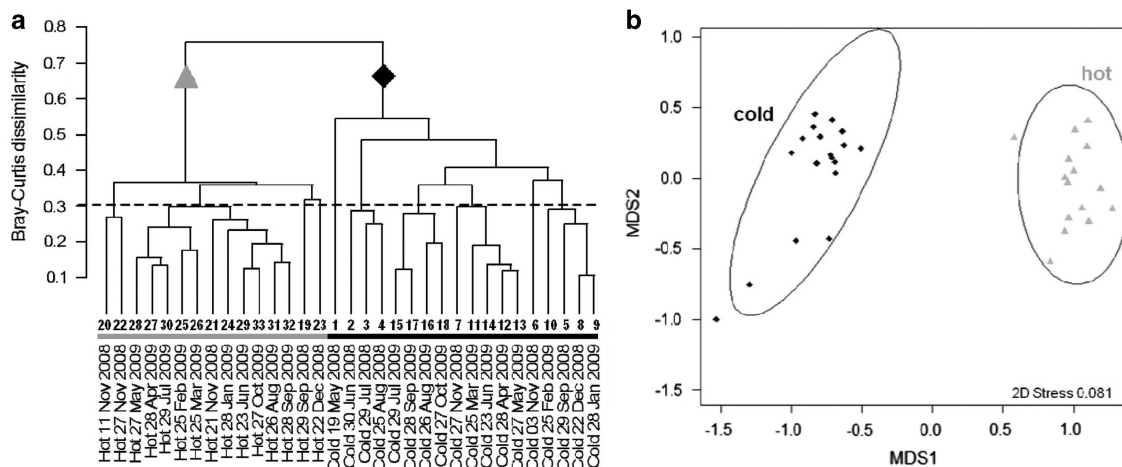 a
0.8
0.7
0.6
0.5
0.4
0.3
0.2
0.1
Bray-Curtis dissimilarity
20 22 28 27 30 25 26 21 24 29 33 31 32 19 23 1 2 3 4 15 17 16 18 7 11 14 12 13 6 10 5 8 9
Hot 11 Nov 2008
Hot 27 Nov 2008
Hot 27 May 2009
Hot 28 Apr 2009
Hot 29 Jul 2009
Hot 25 Feb 2009
Hot 25 Mar 2009
Hot 21 Nov 2008
Hot 28 Jan 2009
Hot 23 Jun 2009
Hot 27 Oct 2009
Hot 26 Aug 2009
Hot 28 Sep 2009
Hot 29 Sep 2008
Hot 22 Dec 2008
Cold 19 May 2008
Cold 30 Jun 2008
Cold 29 Jul 2008
Cold 25 Aug 2008
Cold 29 Jul 2009
Cold 28 Sep 2009
Cold 26 Aug 2009
Cold 27 Oct 2009
Cold 27 Nov 2008
Cold 25 Mar 2009
Cold 23 Jun 2009
Cold 28 Apr 2009
Cold 27 May 2009
Cold 03 Nov 2008
Cold 25 Feb 2009
Cold 29 Sep 2008
Cold 22 Dec 2008
Cold 28 Jan 2009
b
1.0
0.5
0.0
-0.5
-1.0
-1.5
MDS2
cold
hot
2D Stress 0.081
-1.5 -1.0 -0.5 0.0 0.5 1.0
MDS1